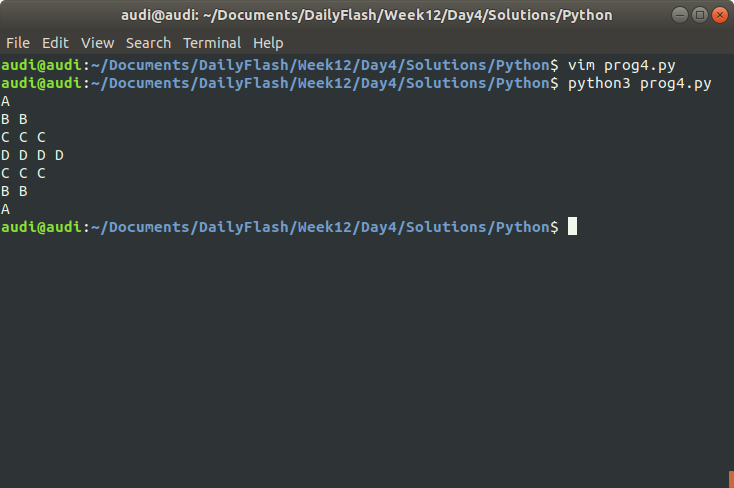 audi@audi: ~/Documents/DailyFlash/Week12/Day4/Solutions/Python
File Edit View Search Terminal Help
audi@audi:~/Documents/DailyFlash/Week12/Day4/Solutions/Python$ vim prog4.py
audi@audi:~/Documents/DailyFlash/Week12/Day4/Solutions/Python$ python3 prog4.py
A
B B
C C C
D D D D
C C C
B B
A
audi@audi:~/Documents/DailyFlash/Week12/Day4/Solutions/Python$